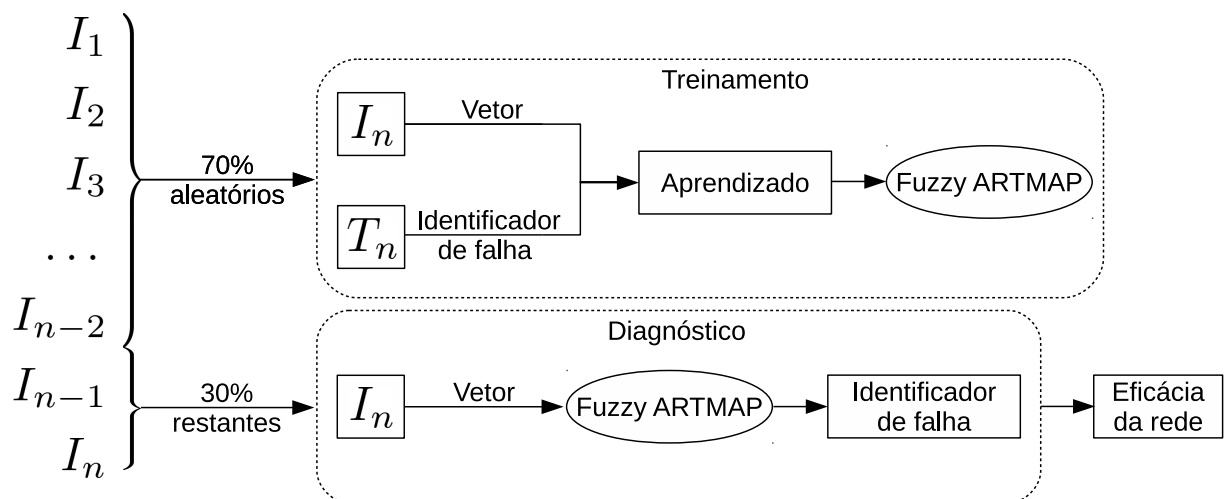 I₁
I₂
I₃
...
Iₙ₋₂
Iₙ₋₁
Iₙ
70%
aleatórios
Treinamento
Iₙ
Vetor
Tₙ
Identificador
de falha
Aprendizado
Fuzzy ARTMAP
30%
restantes
Diagnóstico
Iₙ
Vetor
Fuzzy ARTMAP
Identificador
de falha
Eficácia
da rede